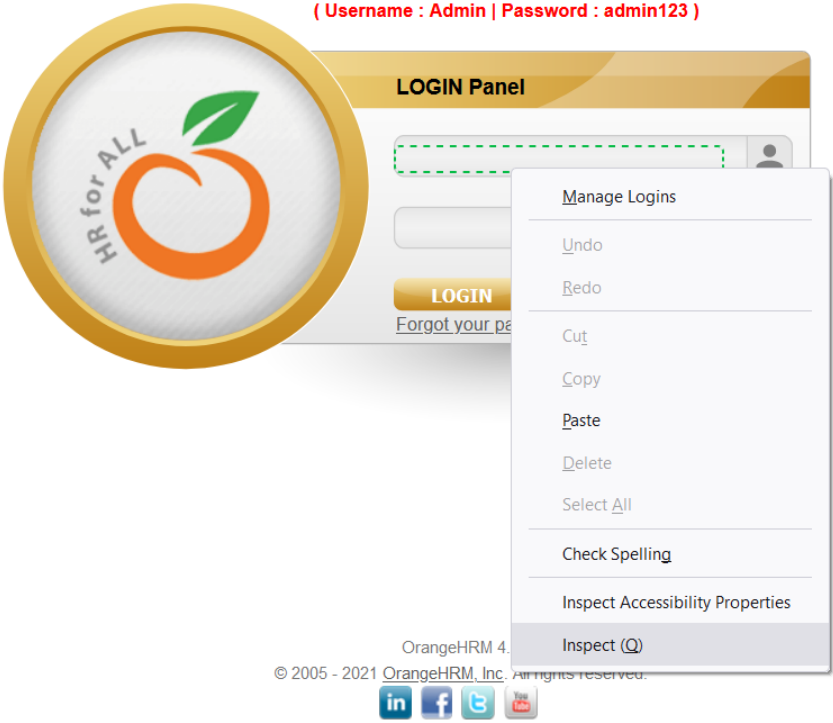 ( Username : Admin | Password : admin123 )
LOGIN Panel
HR for ALL
LOGIN
Forgot your pa
Manage Logins
Undo
Redo
Cut
Copy
Paste
Delete
Select All
Check Spelling
Inspect Accessibility Properties
Inspect (Q)
OrangeHRM 4.
© 2005 - 2021 OrangeHRM, Inc. All rights reserved.
in f t You Tube